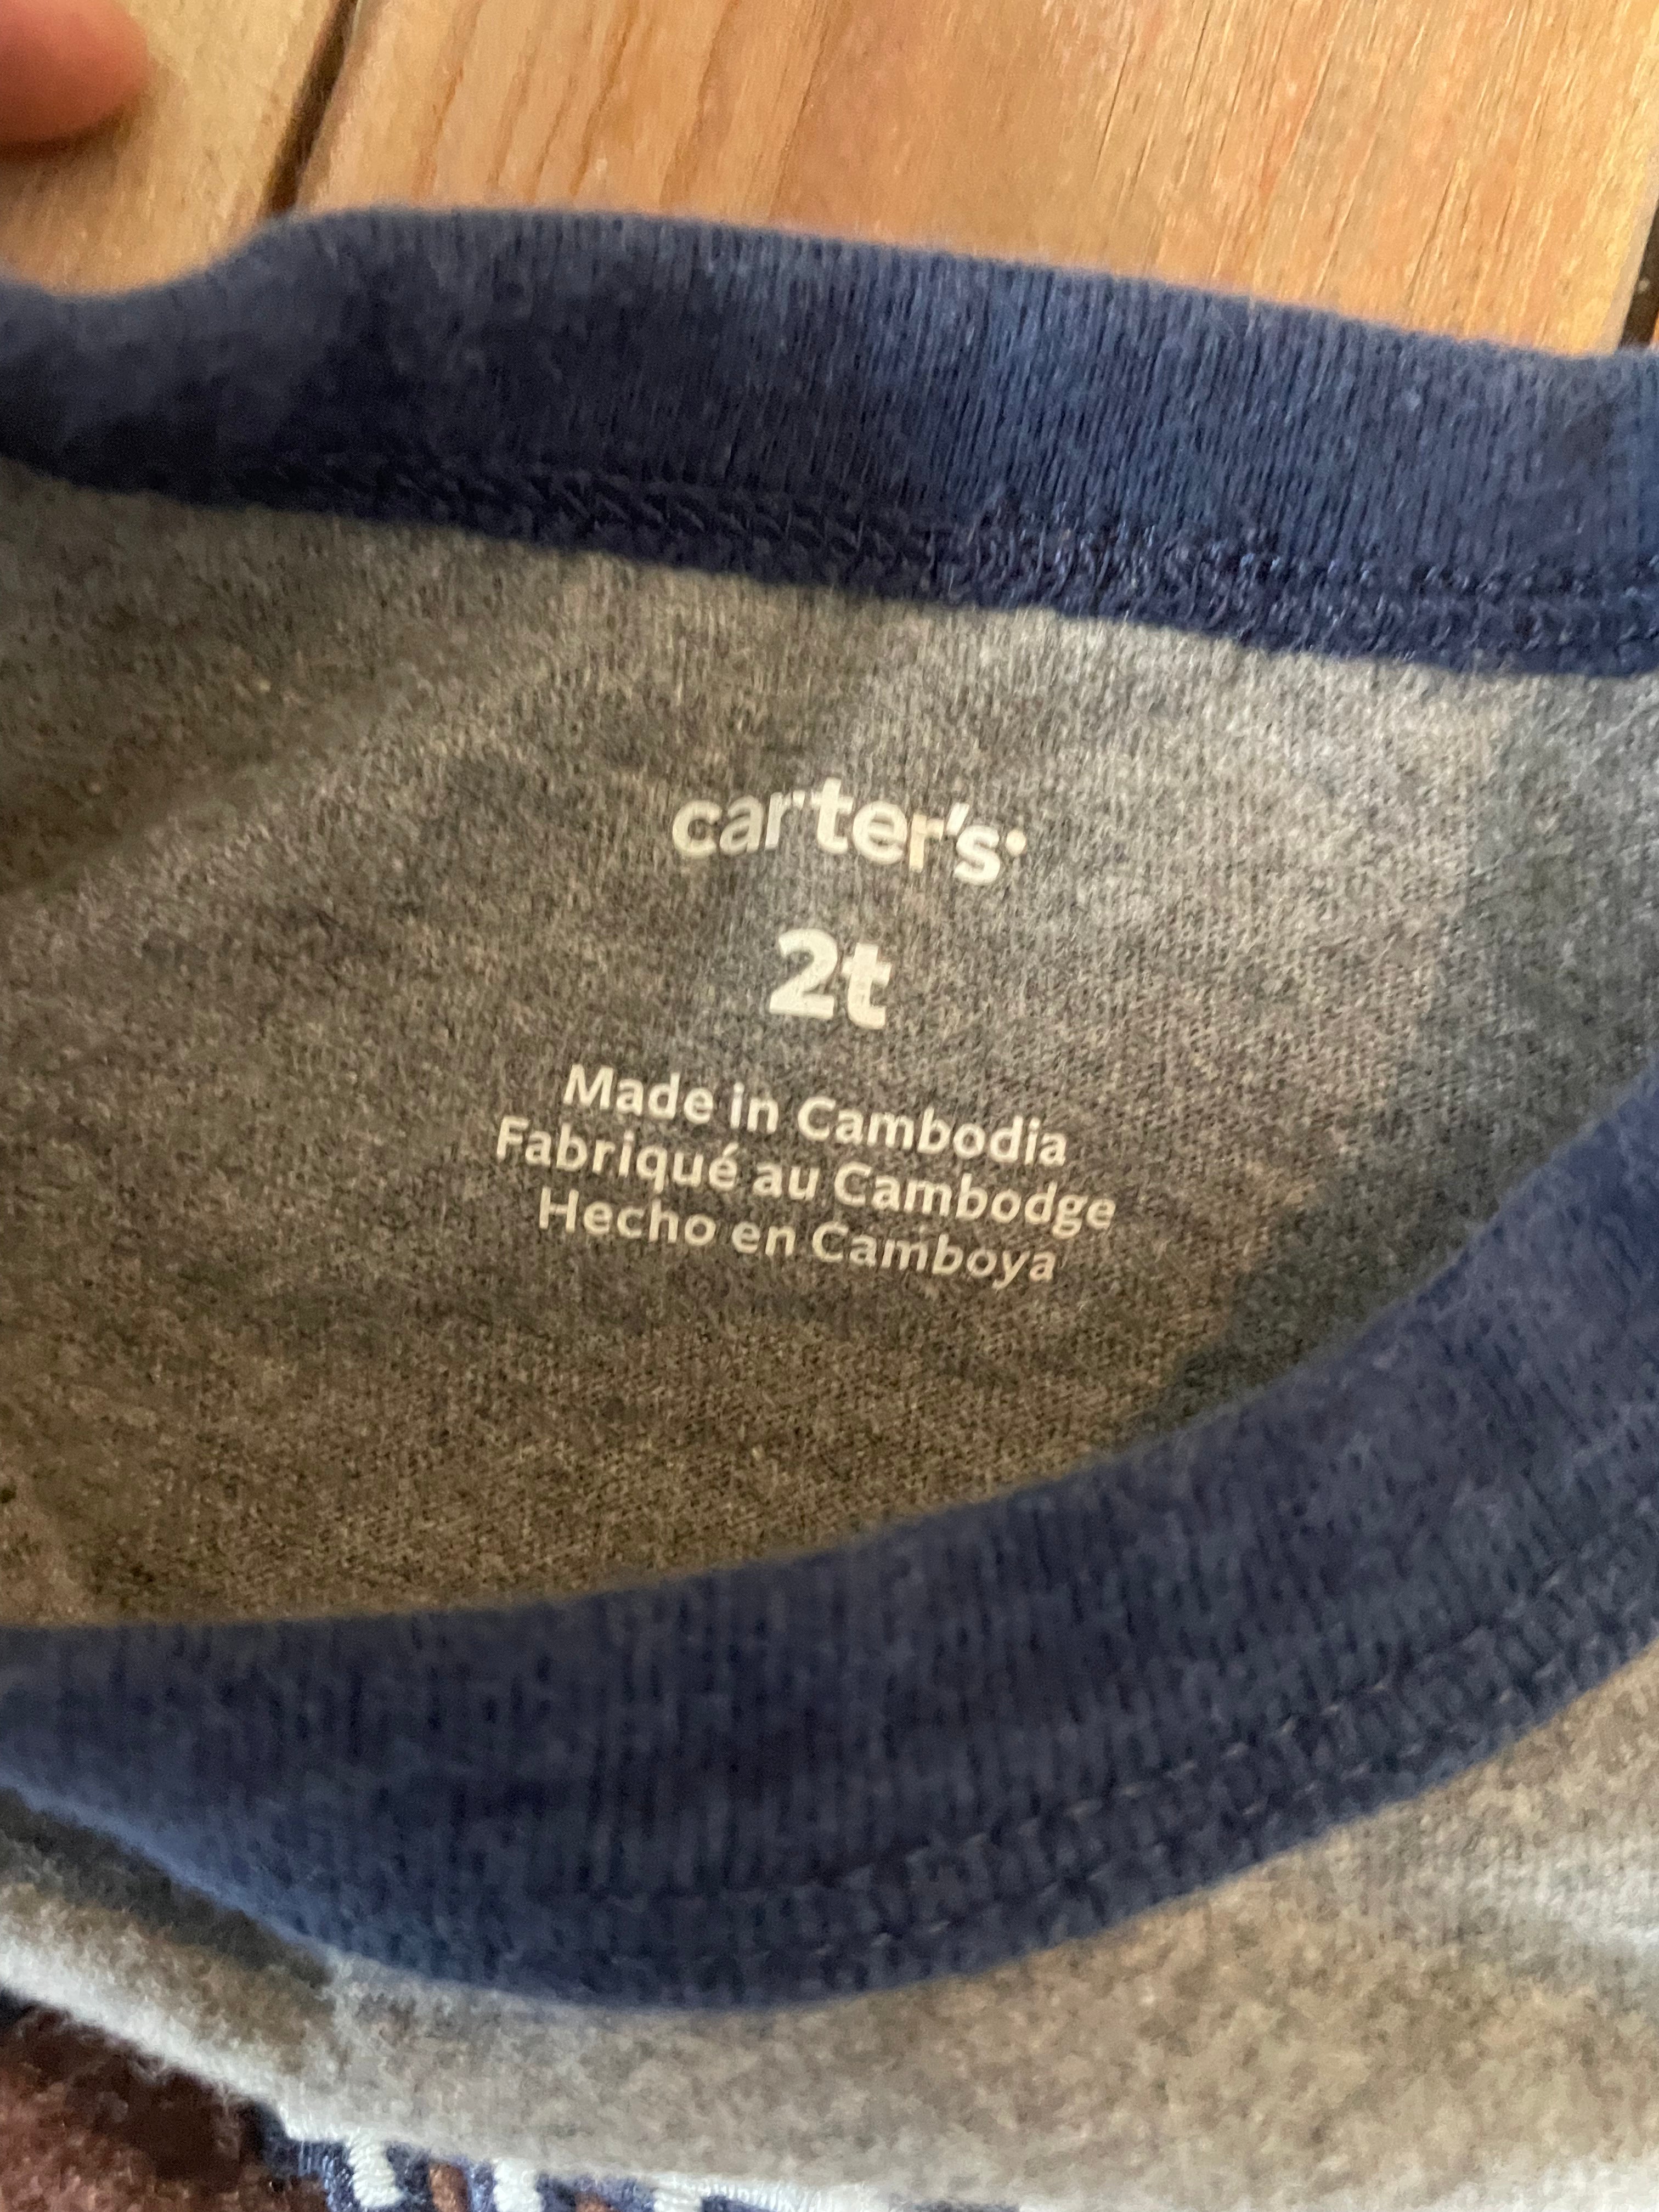 carter's
2t
Made in Cambodia
Fabriqué au Cambodge
Hecho en Camboya